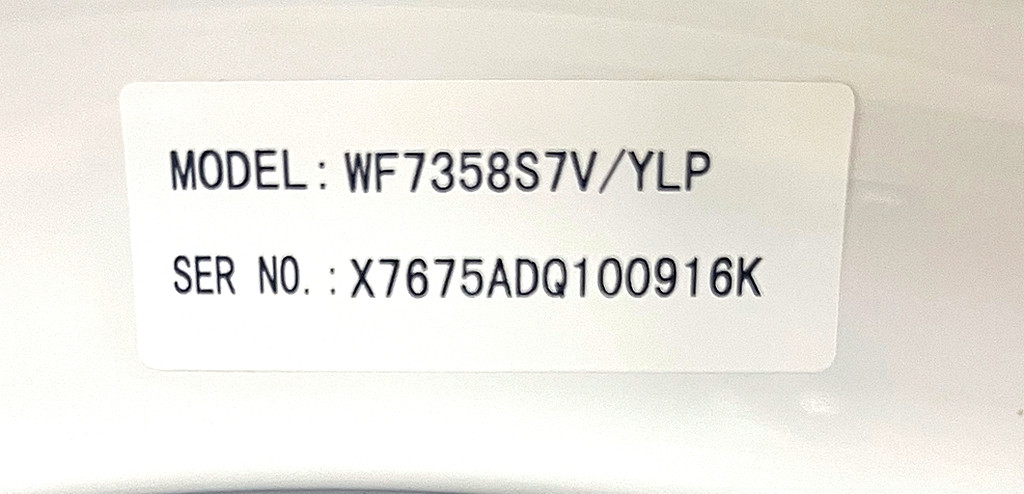 MODEL: WF7358S7V/YLP
SER NO.: X7675ADQ100916K